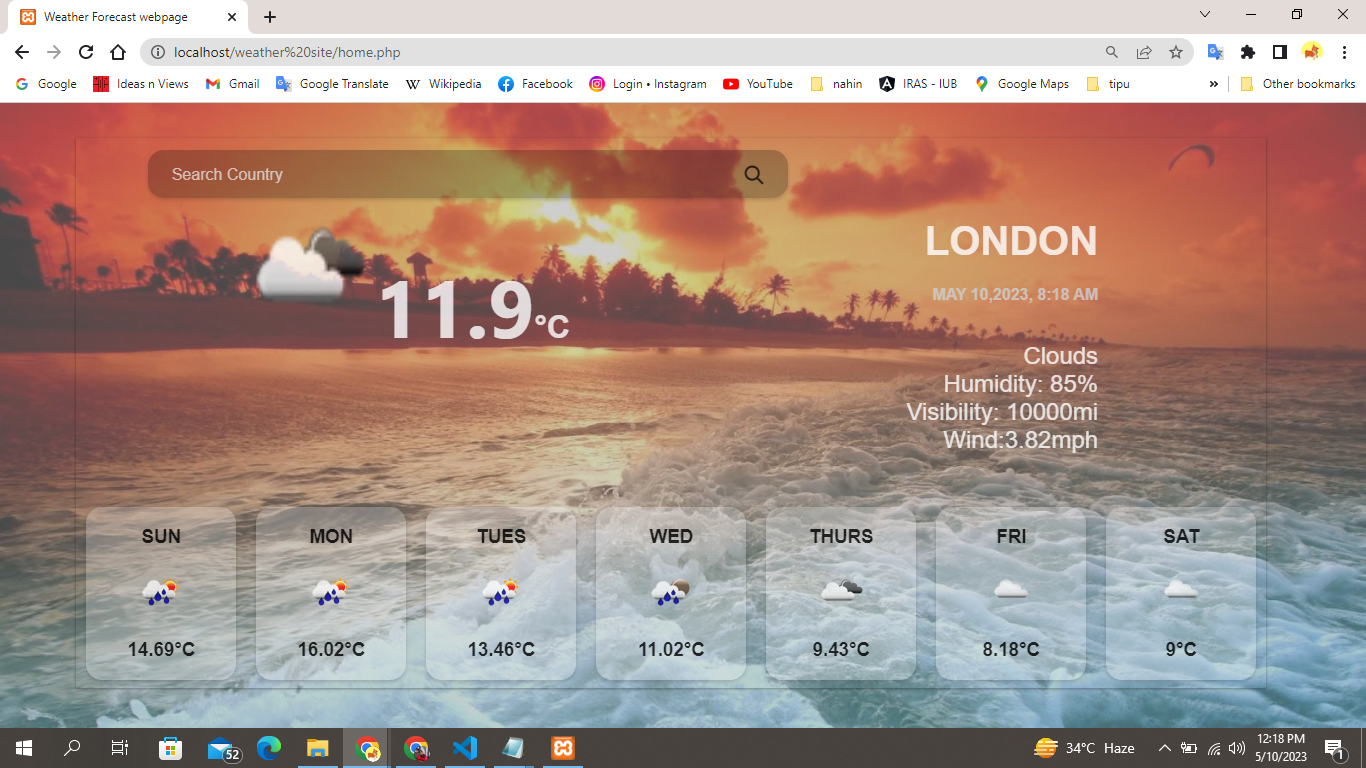 Weather Forecast webpage
localhost/weather%20site/home.php
Google Ideas n Views Gmail Google Translate Wikipedia Facebook Login • Instagram YouTube nahin IRAS - IUB Google Maps tipu » Other bookmarks
Search Country
LONDON
11.9°C
MAY 10,2023, 8:18 AM
Clouds
Humidity: 85%
Visibility: 10000mi
Wind:3.82mph
SUN MON TUES WED THURS FRI SAT
14.69°C 16.02°C 13.46°C 11.02°C 9.43°C 8.18°C 9°C
52 34°C Haze 12:18 PM
5/10/2023 1